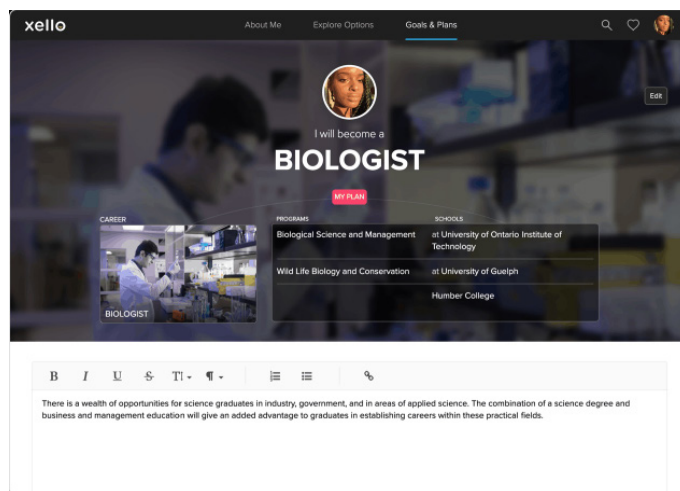 xello
About Me
Explore Options
Goals & Plans
Edit
I will become a
BIOLOGIST
MY PLAN
CAREER
BIOLOGIST
PROGRAMS
SCHOOLS
Biological Science and Management
at University of Ontario Institute of
Technology
Wild Life Biology and Conservation
at University of Guelph
Humber College
B I U S TI ¶
There is a wealth of opportunities for science graduates in industry, government, and in areas of applied science. The combination of a science degree and
business and management education will give an added advantage to graduates in establishing careers within these practical fields.